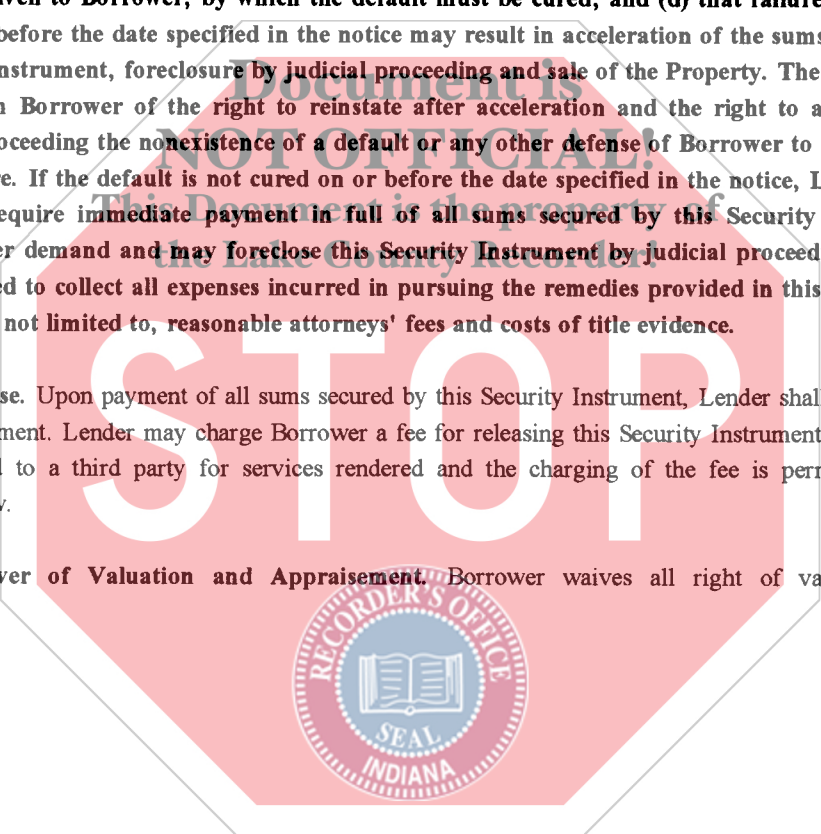 ven to Borrower, by which the default must be cured; and (d) that failure
before the date specified in the notice may result in acceleration of the sums
nstrument, foreclosure by judicial proceeding and sale of the Property. The
n Borrower of the right to reinstate after acceleration and the right to a
oceeding the nonexistence of a default or any other defense of Borrower to
e. If the default is not cured on or before the date specified in the notice, L
equire immediate payment in full of all sums secured by this Security
er demand and may foreclose this Security Instrument by judicial proceed
d to collect all expenses incurred in pursuing the remedies provided in this
not limited to, reasonable attorneys' fees and costs of title evidence.
se. Upon payment of all sums secured by this Security Instrument, Lender shal
ment. Lender may charge Borrower a fee for releasing this Security Instrument
l to a third party for services rendered and the charging of the fee is perr
v.
ver of Valuation and Appraisement. Borrower waives all right of va
Document is
NOT OFFICIAL!
This Document is the property of
the Lake County Recorder!
STOP
RECORDER'S OFFICE
SEAL
INDIANA